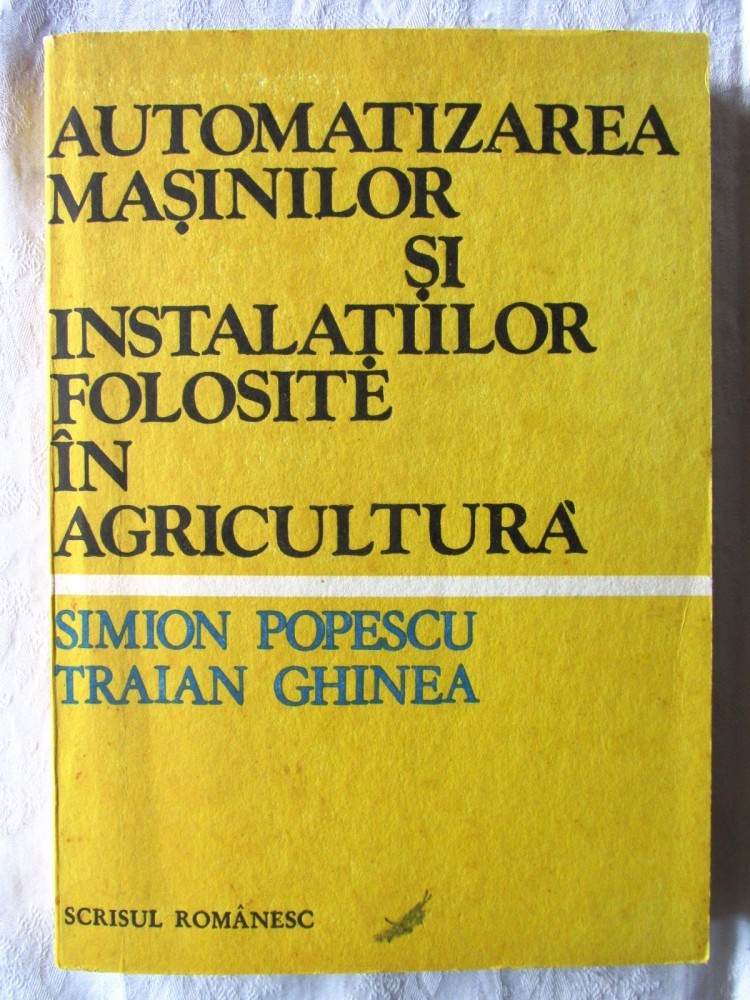 AUTOMATIZAREA
MAȘINILOR
ȘI
INSTALAȚIILOR
FOLOSITE
ÎN
AGRICULTURĂ
SIMION POPESCU
TRAIAN GHINEA
SCRISUL ROMÂNESC